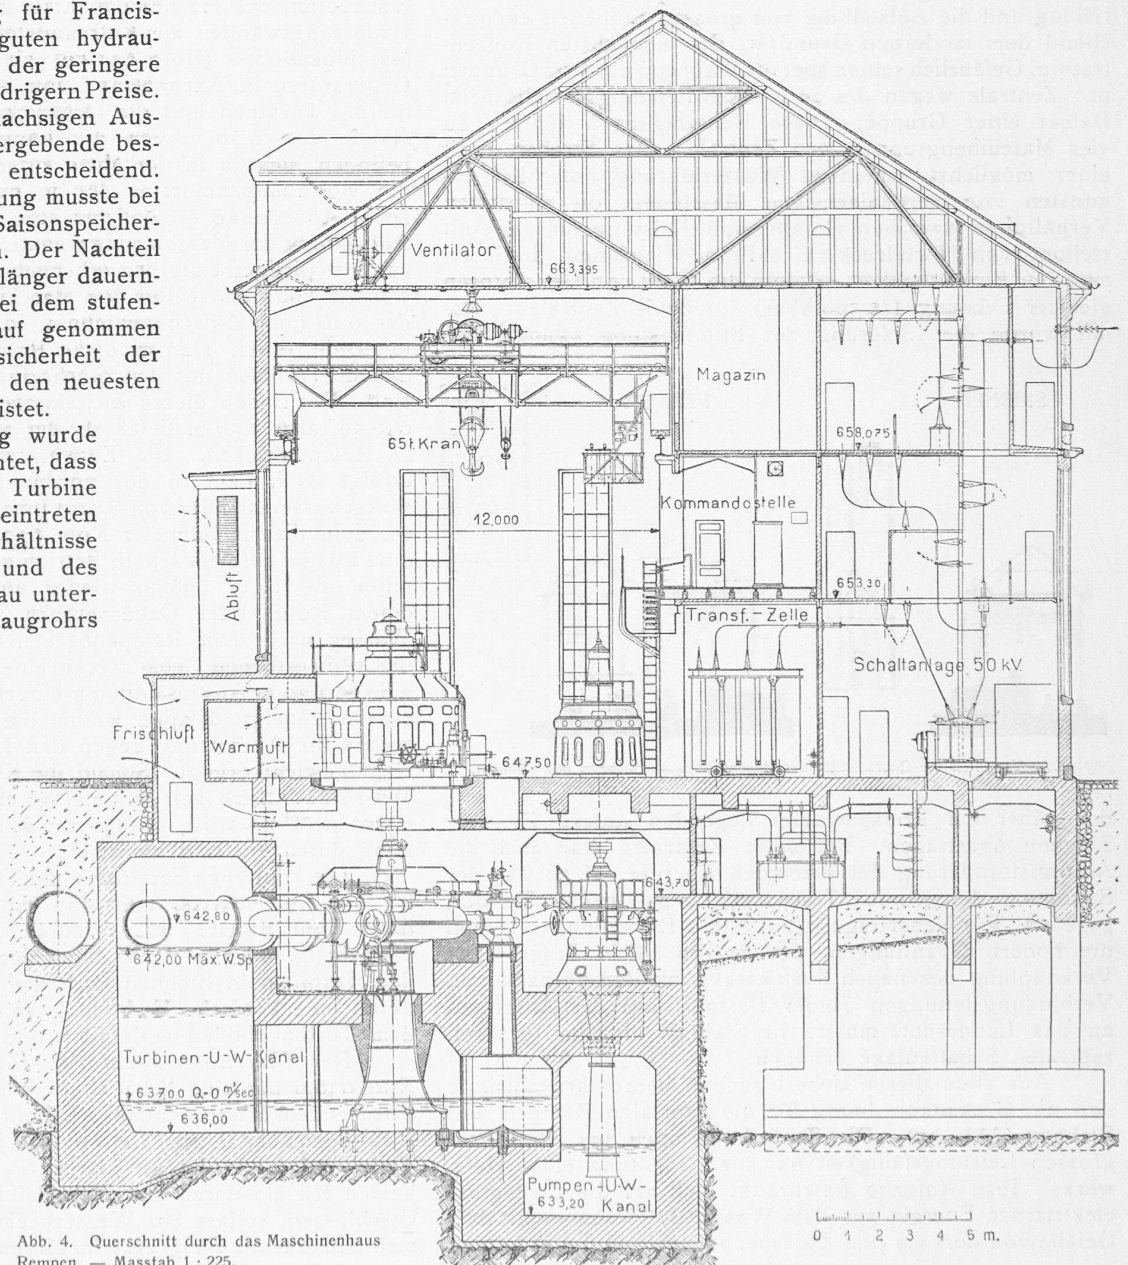 g für Francis-
guten hydrau-
der geringere
drigern Preise.
achsigen Aus-
ergebende bes-
entscheidend.
ung musste bei
Saisonspeicher-
n. Der Nachteil
längen dauern-
bei dem stufen-
auf genommen
sicherheit der
den neuesten
istet.
g wurde
htet, dass
Turbine
eintreten
rhältnisse
und des
au unter-
augrohrs
Ventilator
663,395
Magazin
65t. Kran
658,075
12,000
Kommandostelle
Abluft
653,30
Transf.-Zelle
Schaltanlage 50 kV.
Frischluft
Warmluft
647,50
643,70
642,80
642,00 Max.W.Sp.
Turbinen-U-W-Kanal
637,00 Q=0 m³/sec
636,00
Pumpen-U-W-
Kanal
633,20
0 1 2 3 4 5 m.
Abb. 4. Querschnitt durch das Maschinenhaus
Rempen. — Masstab 1 : 225.